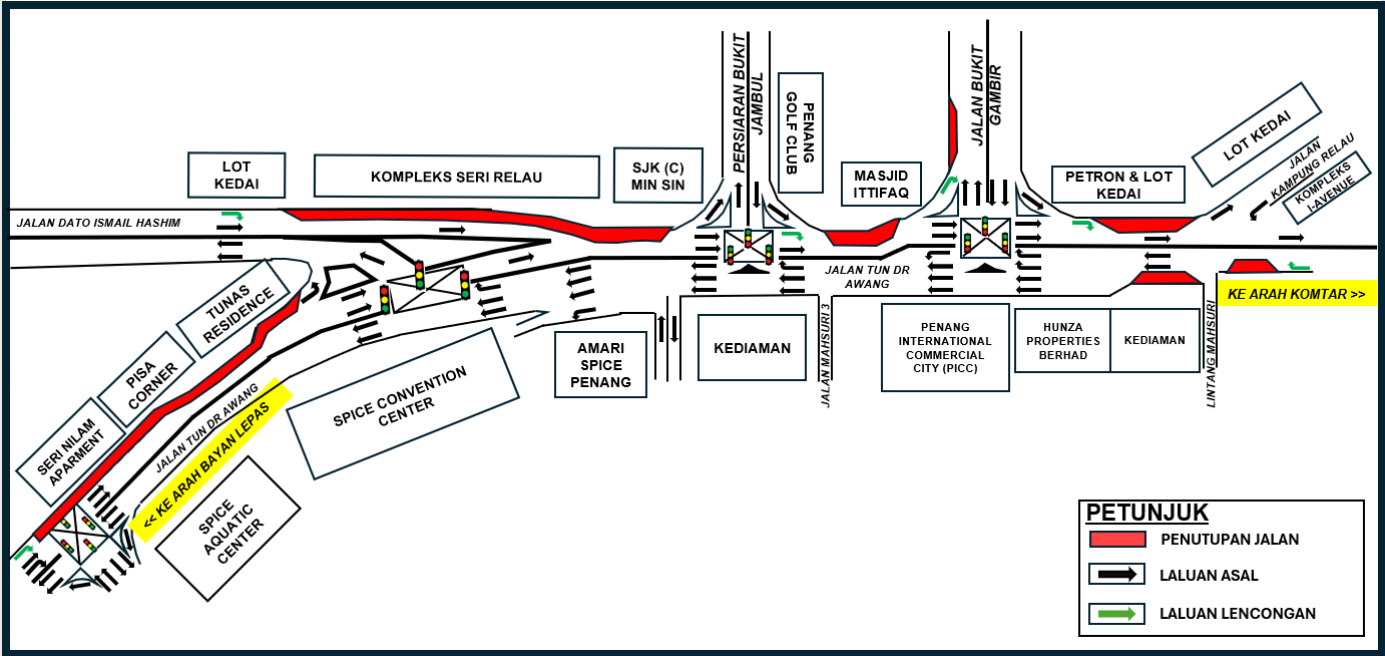 PERSIARAN BUKIT
JAMBUL
PENANG
GOLF CLUB
JALAN BUKIT
GAMBIR
LOT
KEDAI
KOMPLEKS SERI RELAU
SJK (C)
MIN SIN
MASJID
ITTIFAQ
PETRON & LOT
KEDAI
LOT KEDAI
JALAN
KAMPUNG RELAU
KOMPLEKS
I-AVENUE
JALAN DATO ISMAIL HASHIM
JALAN TUN DR
AWANG
KE ARAH KOMTAR >>
TUNAS
RESIDENCE
PISA
CORNER
SERI NILAM
APARMENT
JALAN TUN DR AWANG
<< KE ARAH BAYAN LEPAS
SPICE
AQUATIC
CENTER
SPICE CONVENTION
CENTER
AMARI
SPICE
PENANG
KEDIAMAN
JALAN MAHSURI 3
PENANG
INTERNATIONAL
COMMERCIAL
CITY (PICC)
HUNZA
PROPERTIES
BERHAD
KEDIAMAN
LINTANG MAHSURI
PETUNJUK
PENUTUPAN JALAN
LALUAN ASAL
LALUAN LENCONGAN